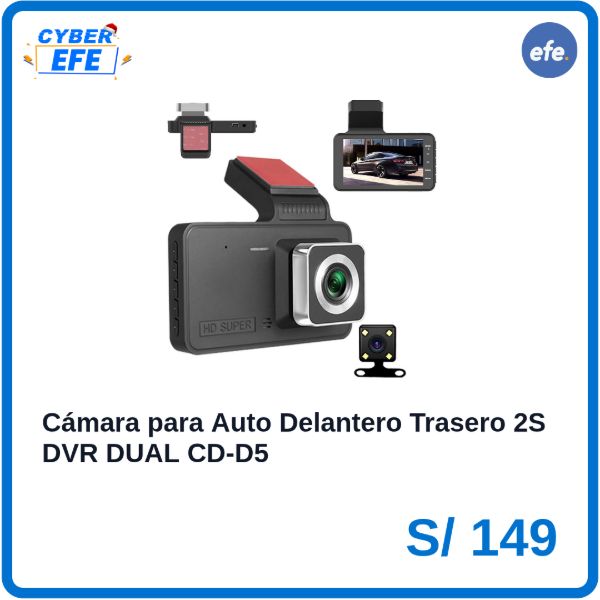 CYBER
EFE
efe.
HD SUPER
Cámara para Auto Delantero Trasero 2S
DVR DUAL CD-D5
S/ 149